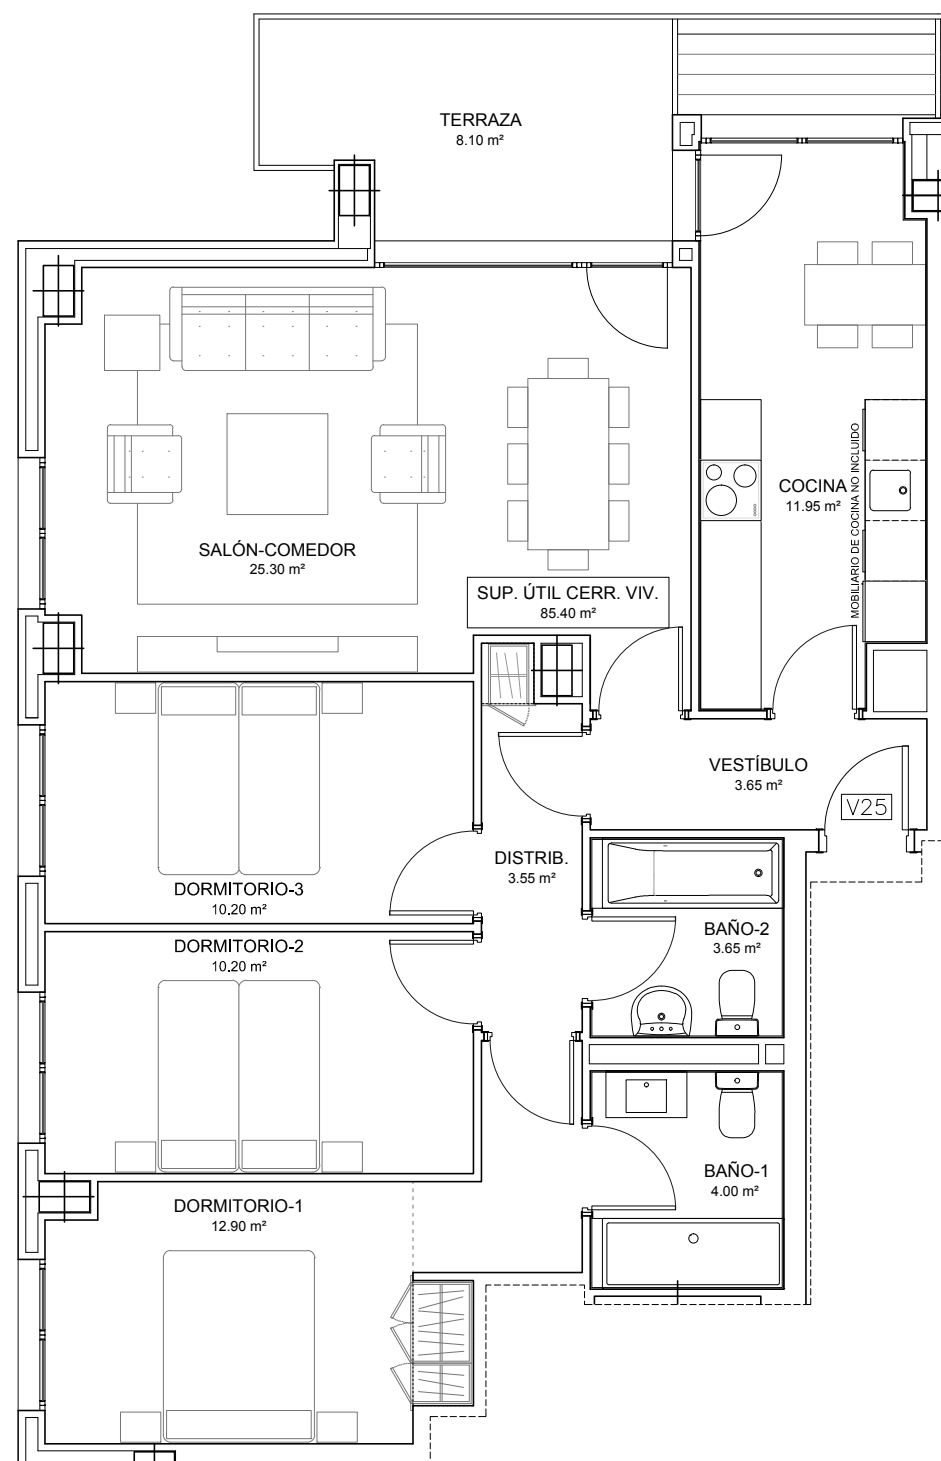 TERRAZA
8.10 m²
COCINA
11.95 m²
MOBILIARIO DE COCINA NO INCLUIDO
SALÓN-COMEDOR
25.30 m²
SUP. ÚTIL CERR. VIV.
85.40 m²
VESTÍBULO
3.65 m²
V25
DISTRIB.
3.55 m²
DORMITORIO-3
10.20 m²
BAÑO-2
3.65 m²
DORMITORIO-2
10.20 m²
BAÑO-1
4.00 m²
DORMITORIO-1
12.90 m²